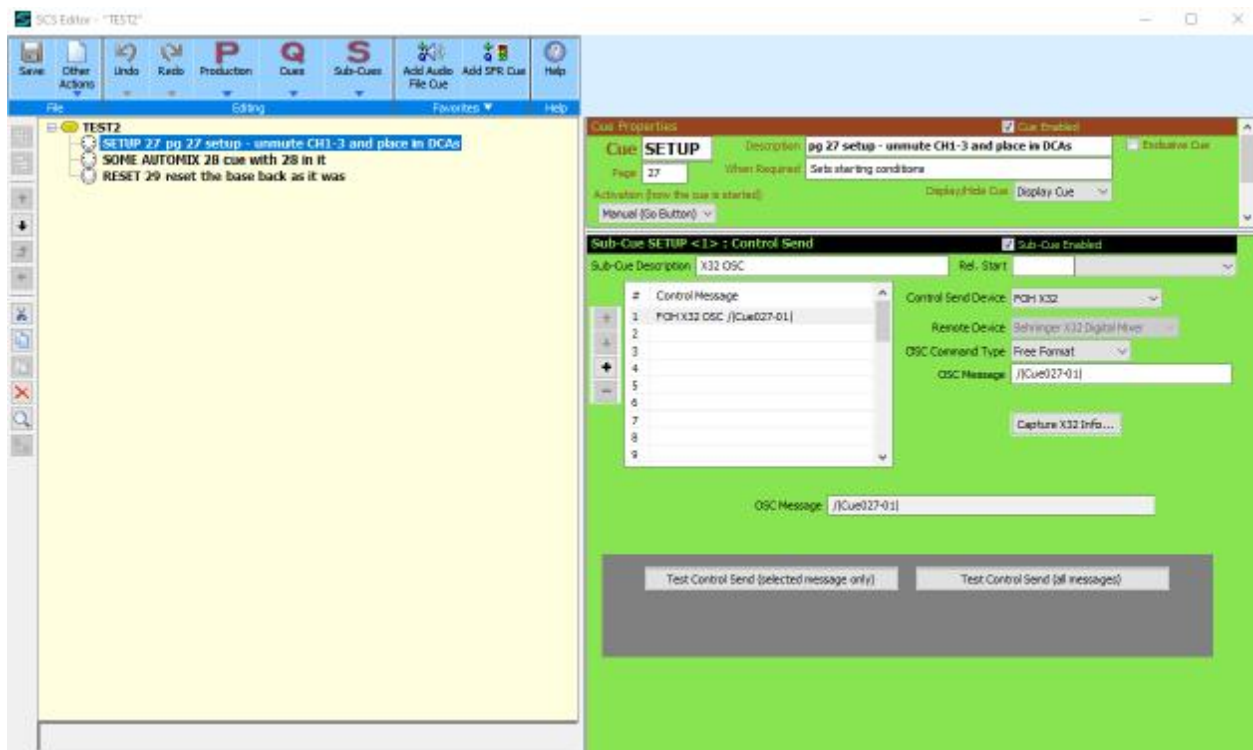 SCS Editor - "TEST2"
Save
Other Actions
Undo
Redo
Production
Cues
Sub-Cues
Add Audio File Cue
Add SFR Cue
Help
File
Editing
Favorites
Help
TEST2
SETUP 27 pg 27 setup - unmute CH1-3 and place in DCAs
SOME AUTOMIX 28 cue with 28 in it
RESET 29 reset the base back as it was
Cue Properties
Cue Enabled
Cue SETUP
Description pg 27 setup - unmute CH1-3 and place in DCAs
Exclusive Cue
Page 27
When Required Sets starting conditions
Activation (how the cue is started)
Display/Hide Cue Display Cue
Manual (Go Button)
Sub-Cue SETUP <1> : Control Send
Sub-Cue Enabled
Sub-Cue Description X32 OSC
Rel. Start
# Control Message
1 FOH X32 OSC /|Cue027-01|
2
3
4
5
6
7
8
9
Control Send Device FOH X32
Remote Device Behringer X32 Digital Mixer
OSC Command Type Free Format
OSC Message /|Cue027-01|
Capture X32 Info...
OSC Message /|Cue027-01|
Test Control Send (selected message only)
Test Control Send (all messages)